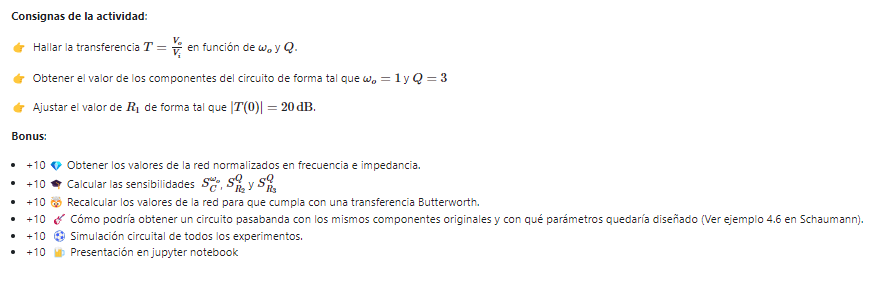 Consignas de la actividad:
👉 Hallar la transferencia $T = \frac{V_o}{V_i}$ en función de $\omega_o$ y $Q$.
👉 Obtener el valor de los componentes del circuito de forma tal que $\omega_o = 1$ y $Q = 3$
👉 Ajustar el valor de $R_1$ de forma tal que $|T(0)| = 20\,\mathrm{dB}$.
Bonus:
• +10 💎 Obtener los valores de la red normalizados en frecuencia e impedancia.
• +10 🎓 Calcular las sensibilidades $S_C^{\omega_o}$, $S_{R_2}^{Q}$ y $S_{R_3}^{Q}$
• +10 🤯 Recalcular los valores de la red para que cumpla con una transferencia Butterworth.
• +10 🎸 Cómo podría obtener un circuito pasabanda con los mismos componentes originales y con qué parámetros quedaría diseñado (Ver ejemplo 4.6 en Schaumann).
• +10 ⚽ Simulación circuital de todos los experimentos.
• +10 🍻 Presentación en jupyter notebook